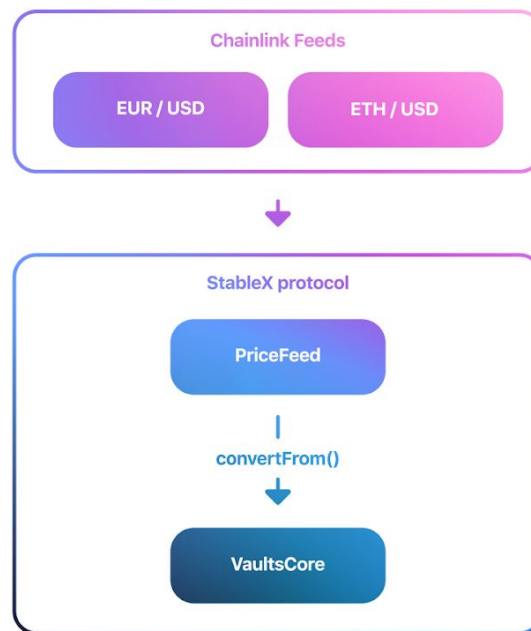 Chainlink Feeds
EUR / USD
ETH / USD
StableX protocol
PriceFeed
convertFrom()
VaultsCore